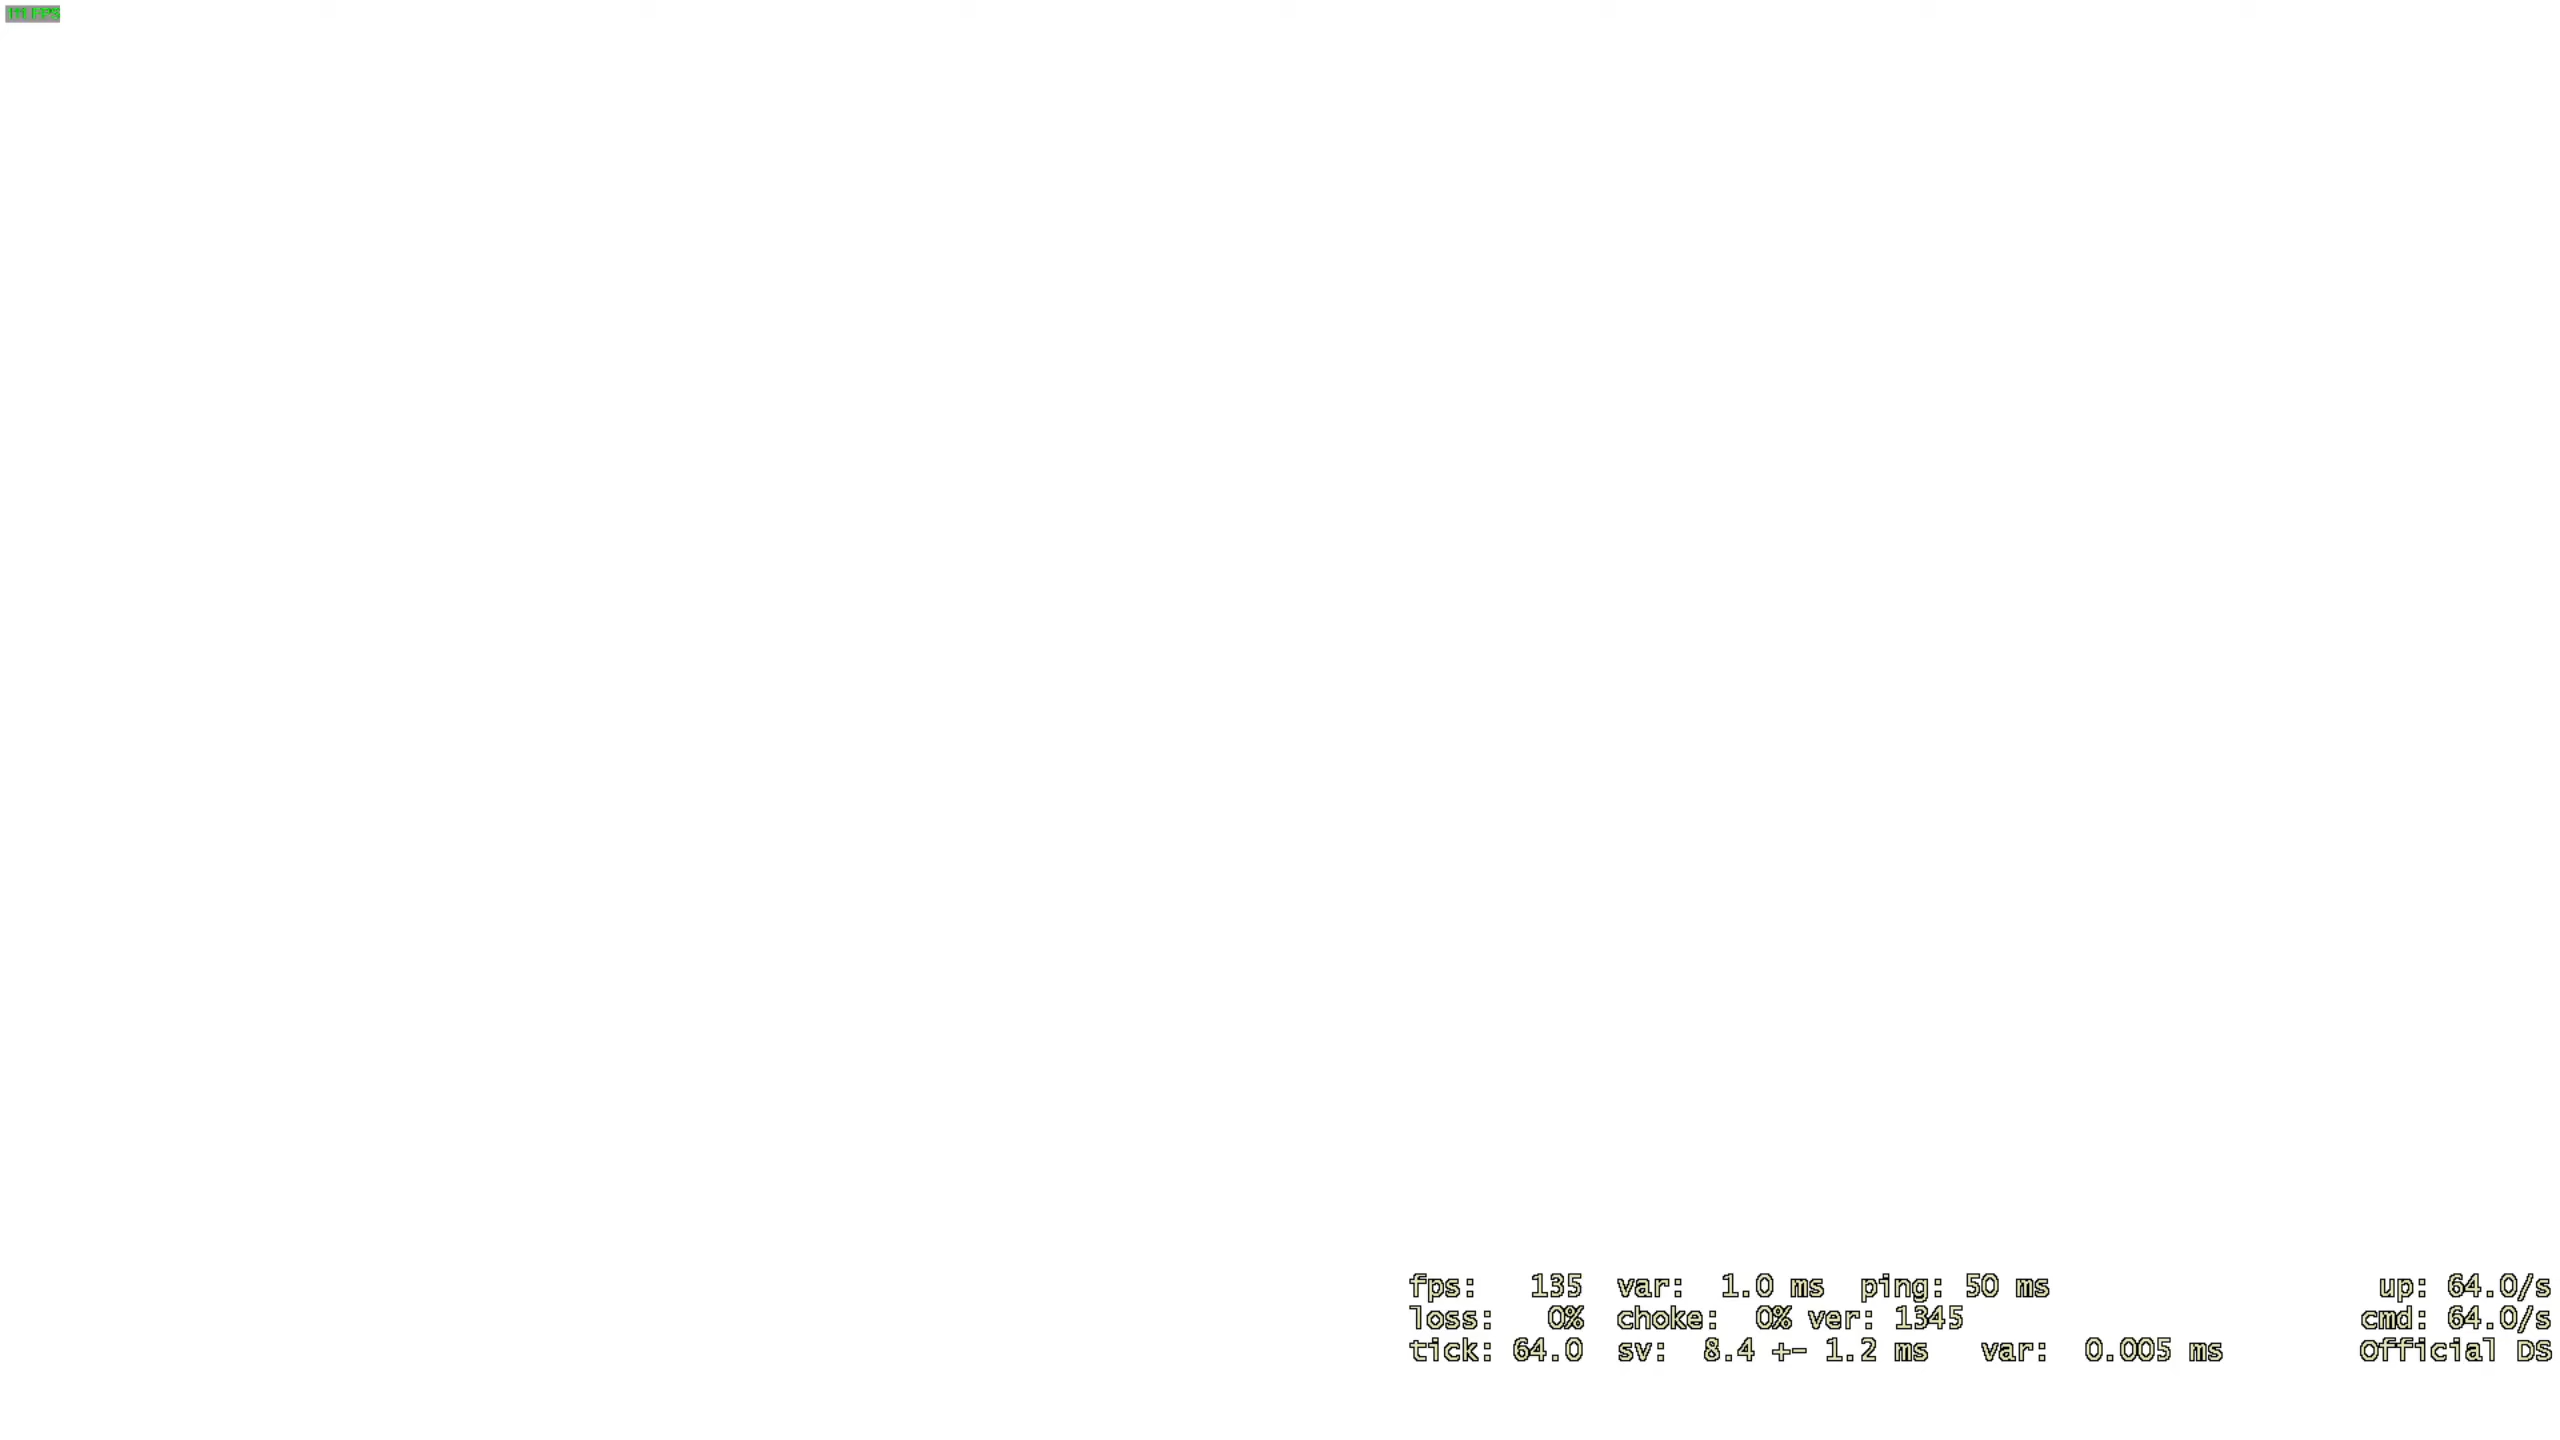 fps: 135 var: 1.0 ms ping: 50 ms up: 64.0/s
loss: 0% choke: 0% ver: 1345 cmd: 64.0/s
tick: 64.0 sv: 8.4 +- 1.2 ms var: 0.005 ms Official DS